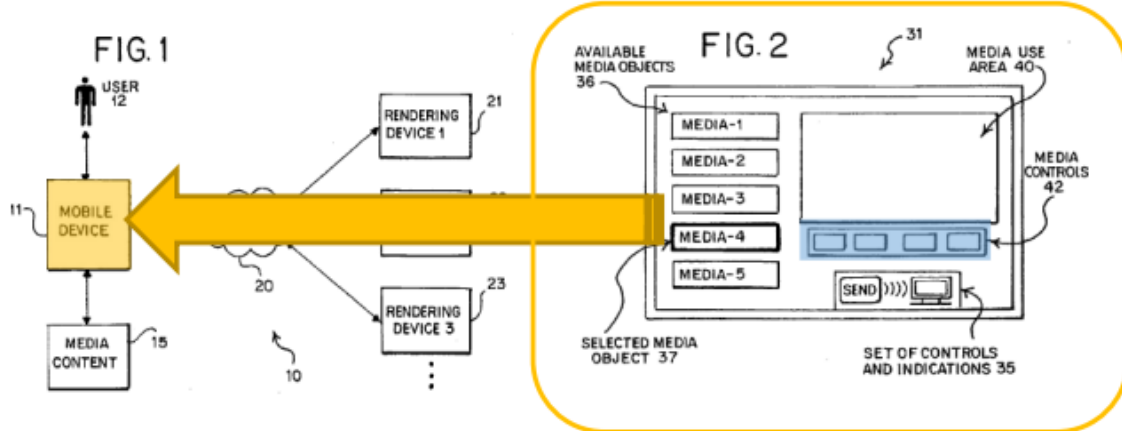 FIG. 1
USER
12
11
MOBILE
DEVICE
MEDIA
CONTENT
15
20
10
RENDERING
DEVICE 1
21
RENDERING
DEVICE 3
23
FIG. 2
31
AVAILABLE
MEDIA OBJECTS
36
MEDIA USE
AREA 40
MEDIA-1
MEDIA-2
MEDIA-3
MEDIA-4
MEDIA-5
MEDIA
CONTROLS
42
SEND
SELECTED MEDIA
OBJECT 37
SET OF CONTROLS
AND INDICATIONS 35